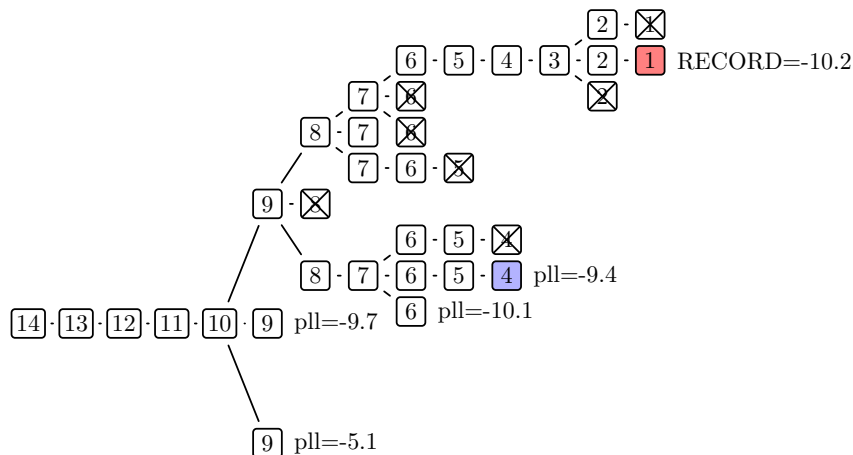 2 1
6 5 4 3 2 1 RECORD=-10.2
7 6 2
8 7 6
7 6 5
9 8
6 5 4
8 7 6 5 4 pll=-9.4
6 pll=-10.1
14 13 12 11 10 9 pll=-9.7
9 pll=-5.1